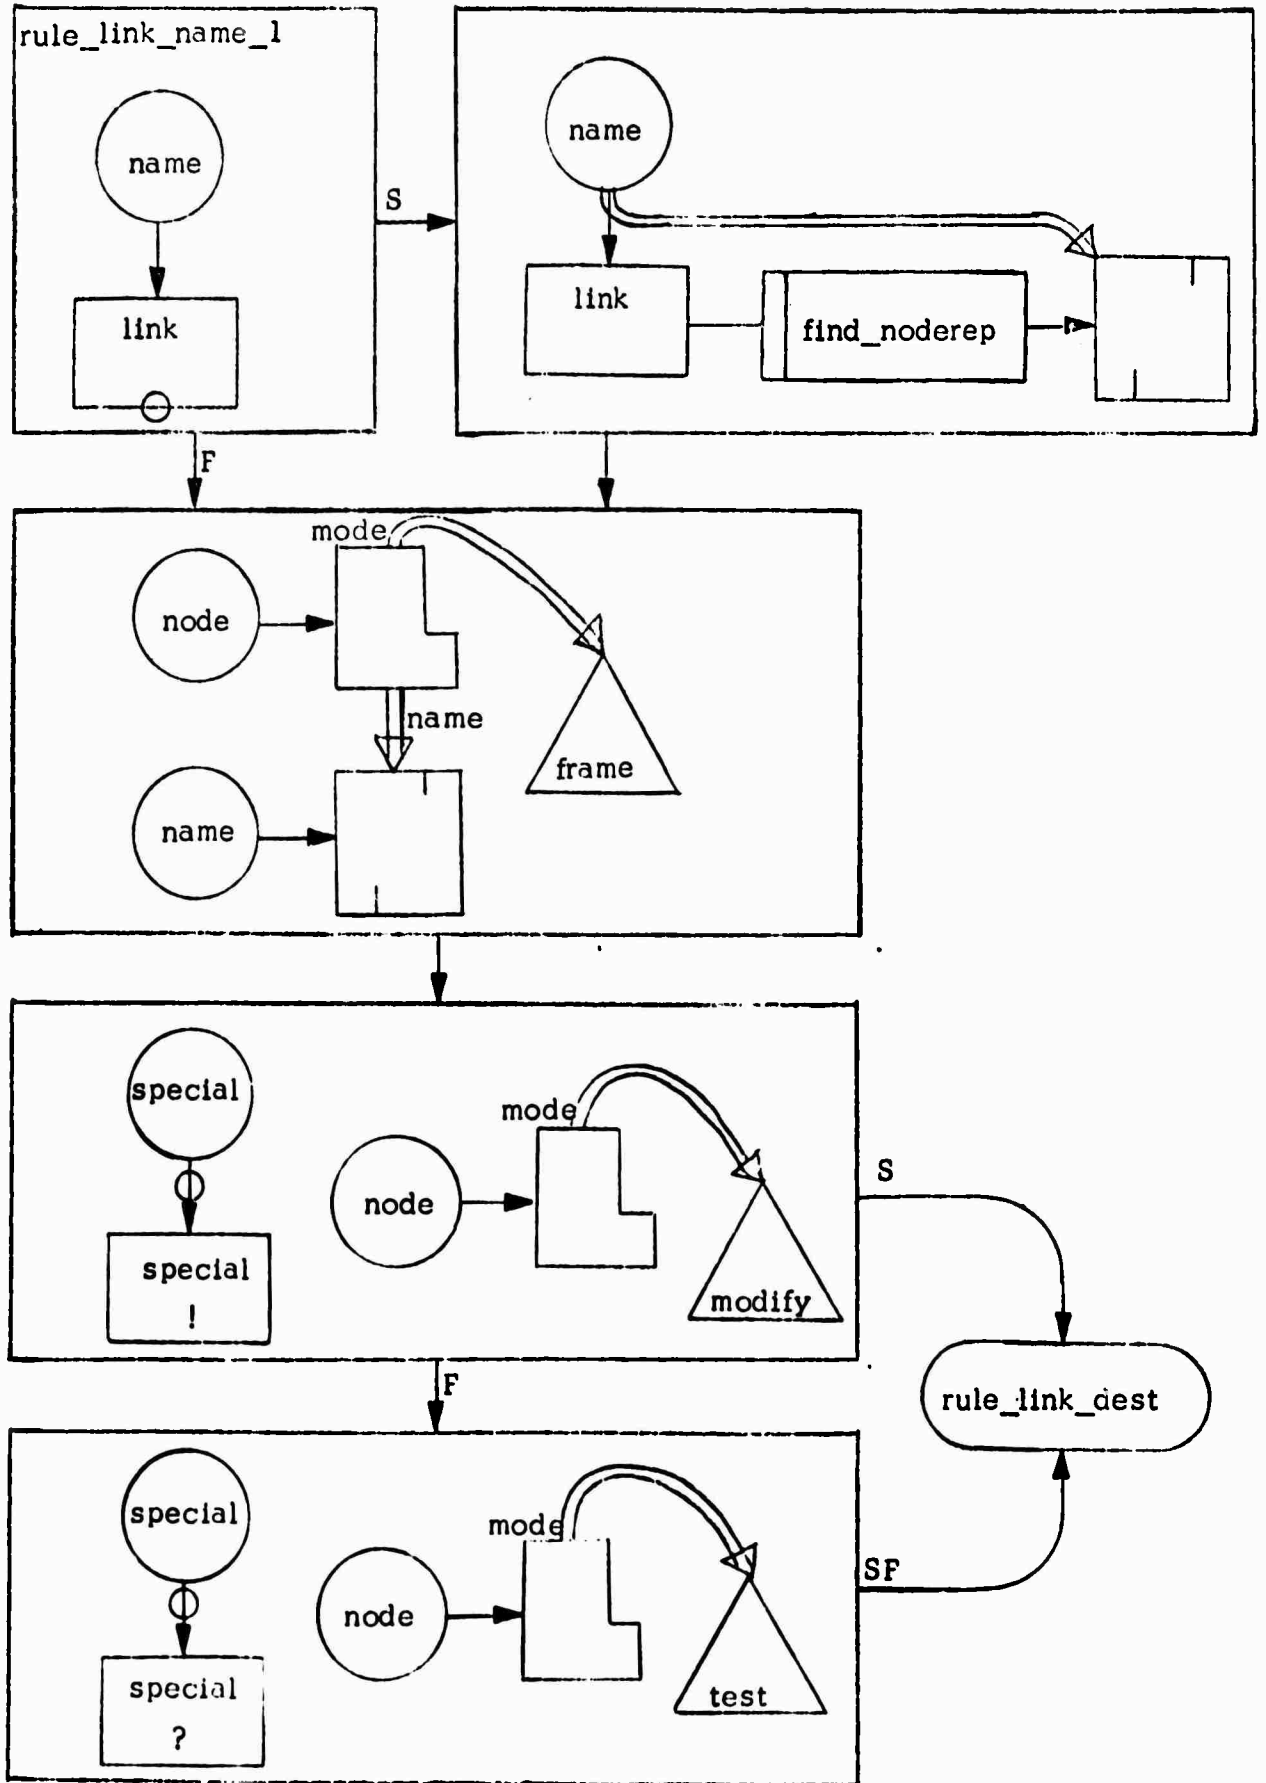 rule_link_name_1
name
link
S
name
link
find_noderep
F
mode
node
name
frame
name
special
mode
node
special
!
modify
S
F
rule_link_dest
special
mode
node
special
?
test
SF